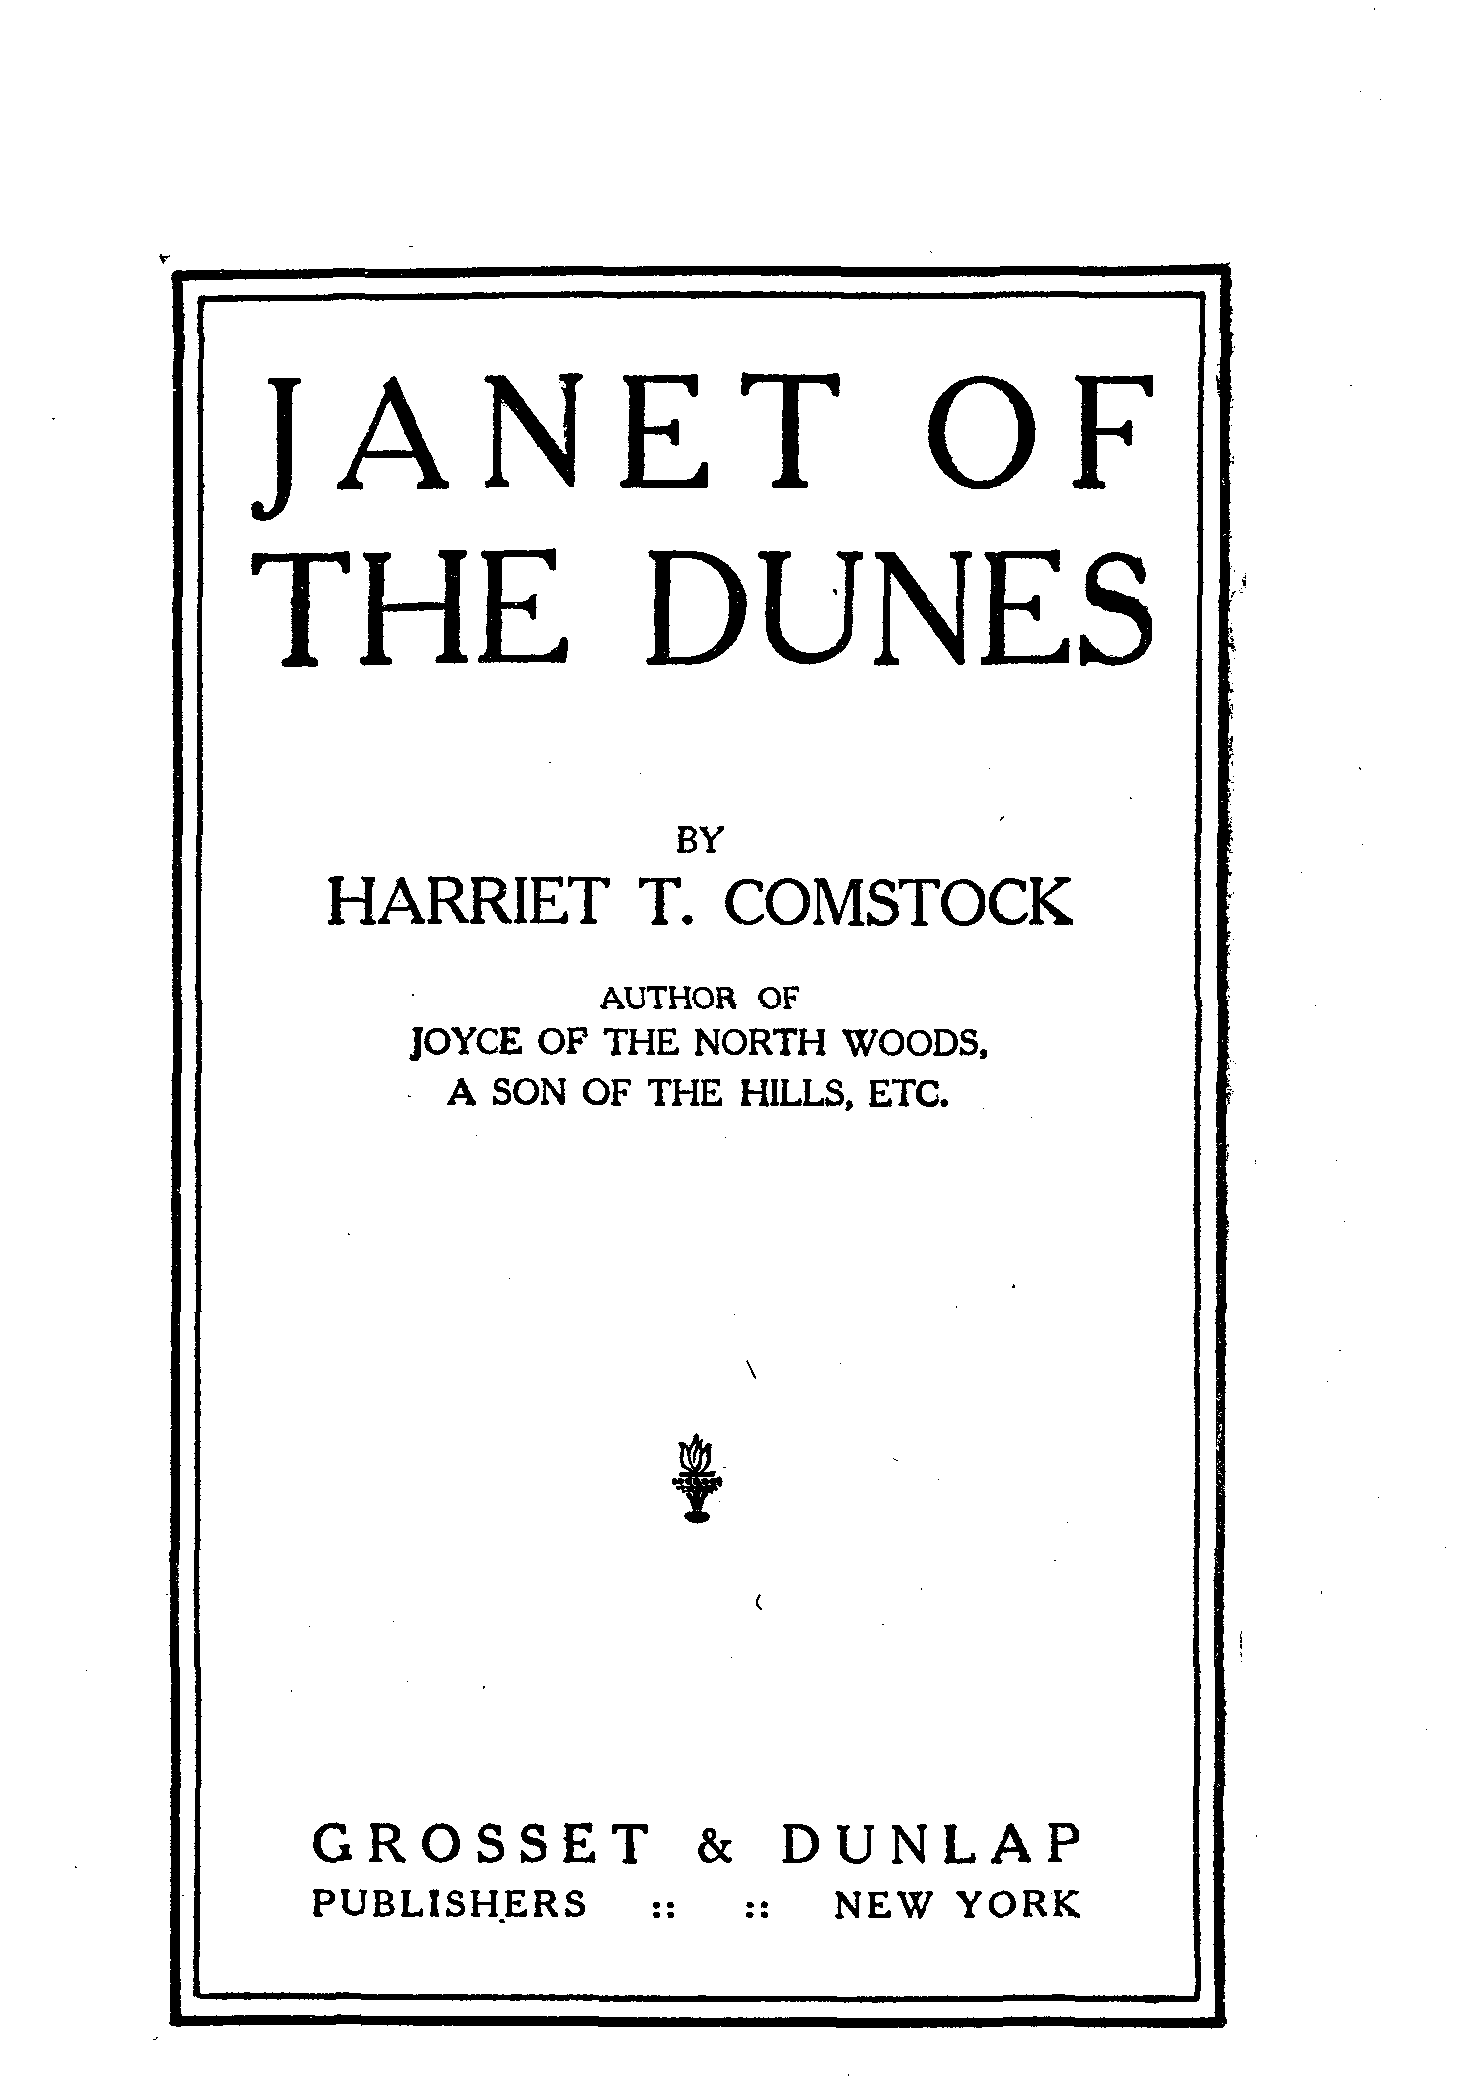 JANET OF
THE DUNES
BY
HARRIET T. COMSTOCK
AUTHOR OF
JOYCE OF THE NORTH WOODS,
A SON OF THE HILLS, ETC.
GROSSET & DUNLAP
PUBLISHERS :: :: NEW YORK